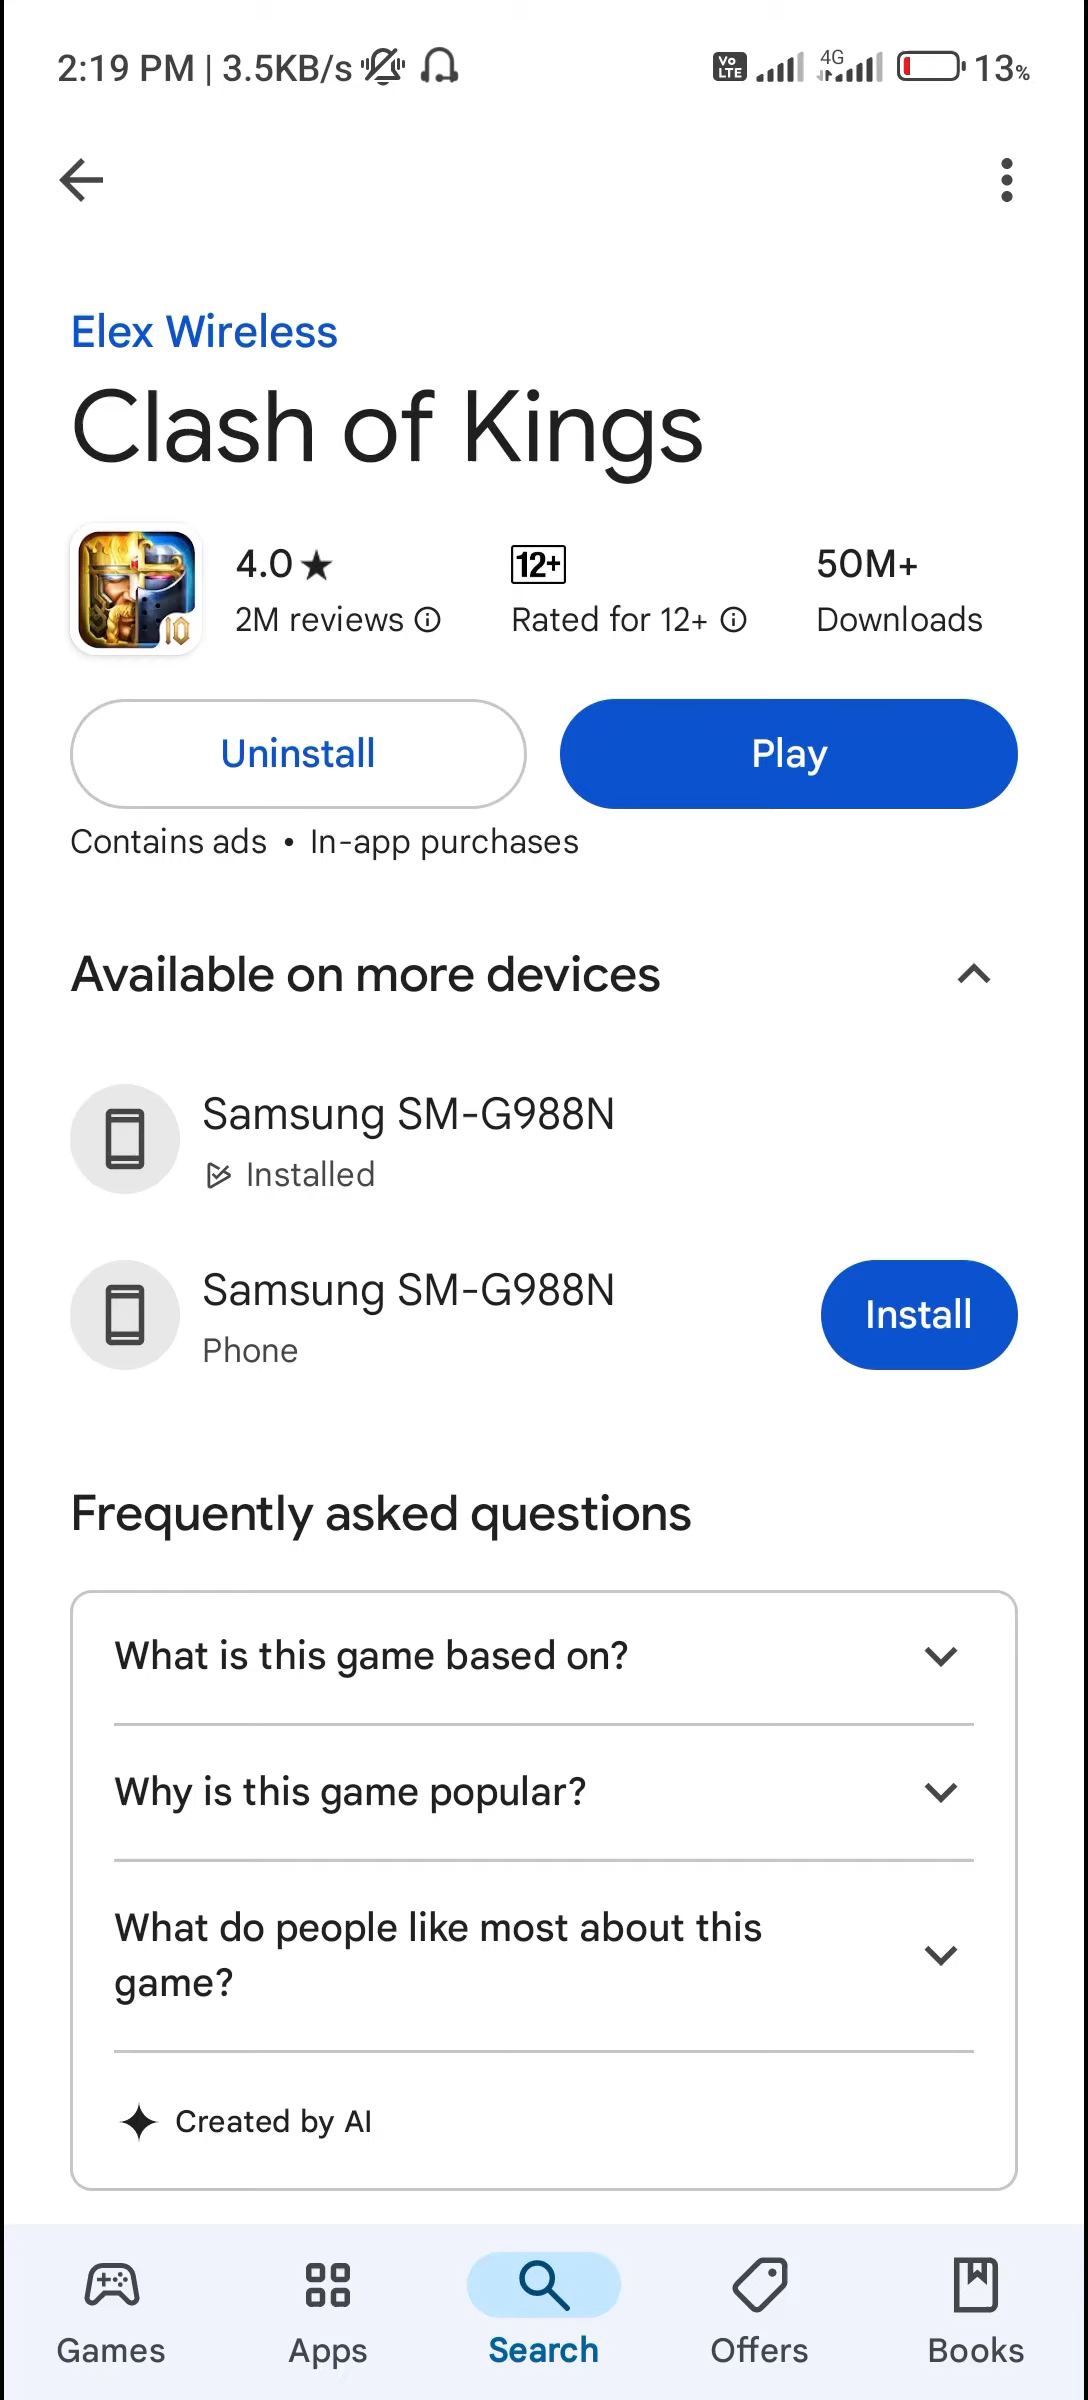 2:19 PM | 3.5KB/s Vo LTE 4G 13%
Elex Wireless
Clash of Kings
10
4.0★ 12+ 50M+
2M reviews Rated for 12+ Downloads
Uninstall Play
Contains ads • In-app purchases
Available on more devices
Samsung SM-G988N
Installed
Samsung SM-G988N
Phone
Install
Frequently asked questions
What is this game based on?
Why is this game popular?
What do people like most about this
game?
Created by AI
Games Apps Search Offers Books